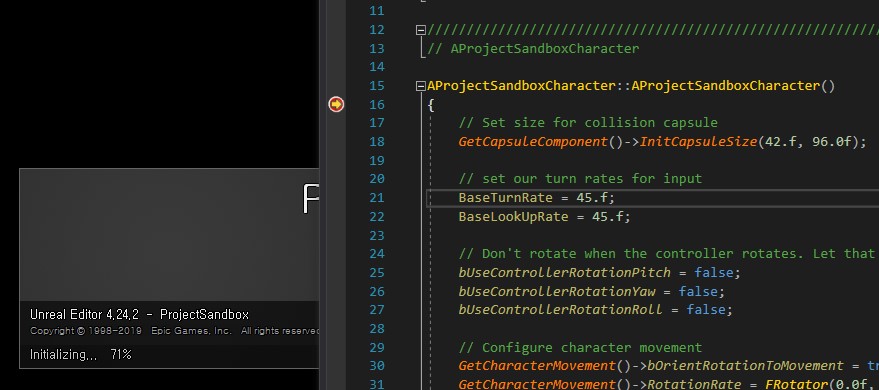 P
Unreal Editor 4.24.2 - ProjectSandbox
Copyright © 1998-2019 Epic Games, Inc. All rights reserved
Initializing... 71%
11
12 ////////////////////////////////////////////////////////////
13 // AProjectSandboxCharacter
14
15 AProjectSandboxCharacter::AProjectSandboxCharacter()
16 {
17 // Set size for collision capsule
18 GetCapsuleComponent()->InitCapsuleSize(42.f, 96.0f);
19
20 // set our turn rates for input
21 BaseTurnRate = 45.f;
22 BaseLookUpRate = 45.f;
23
24 // Don't rotate when the controller rotates. Let that
25 bUseControllerRotationPitch = false;
26 bUseControllerRotationYaw = false;
27 bUseControllerRotationRoll = false;
28
29 // Configure character movement
30 GetCharacterMovement()->bOrientRotationToMovement = tr
31 GetCharacterMovement()->RotationRate = FRotator(0.0f,